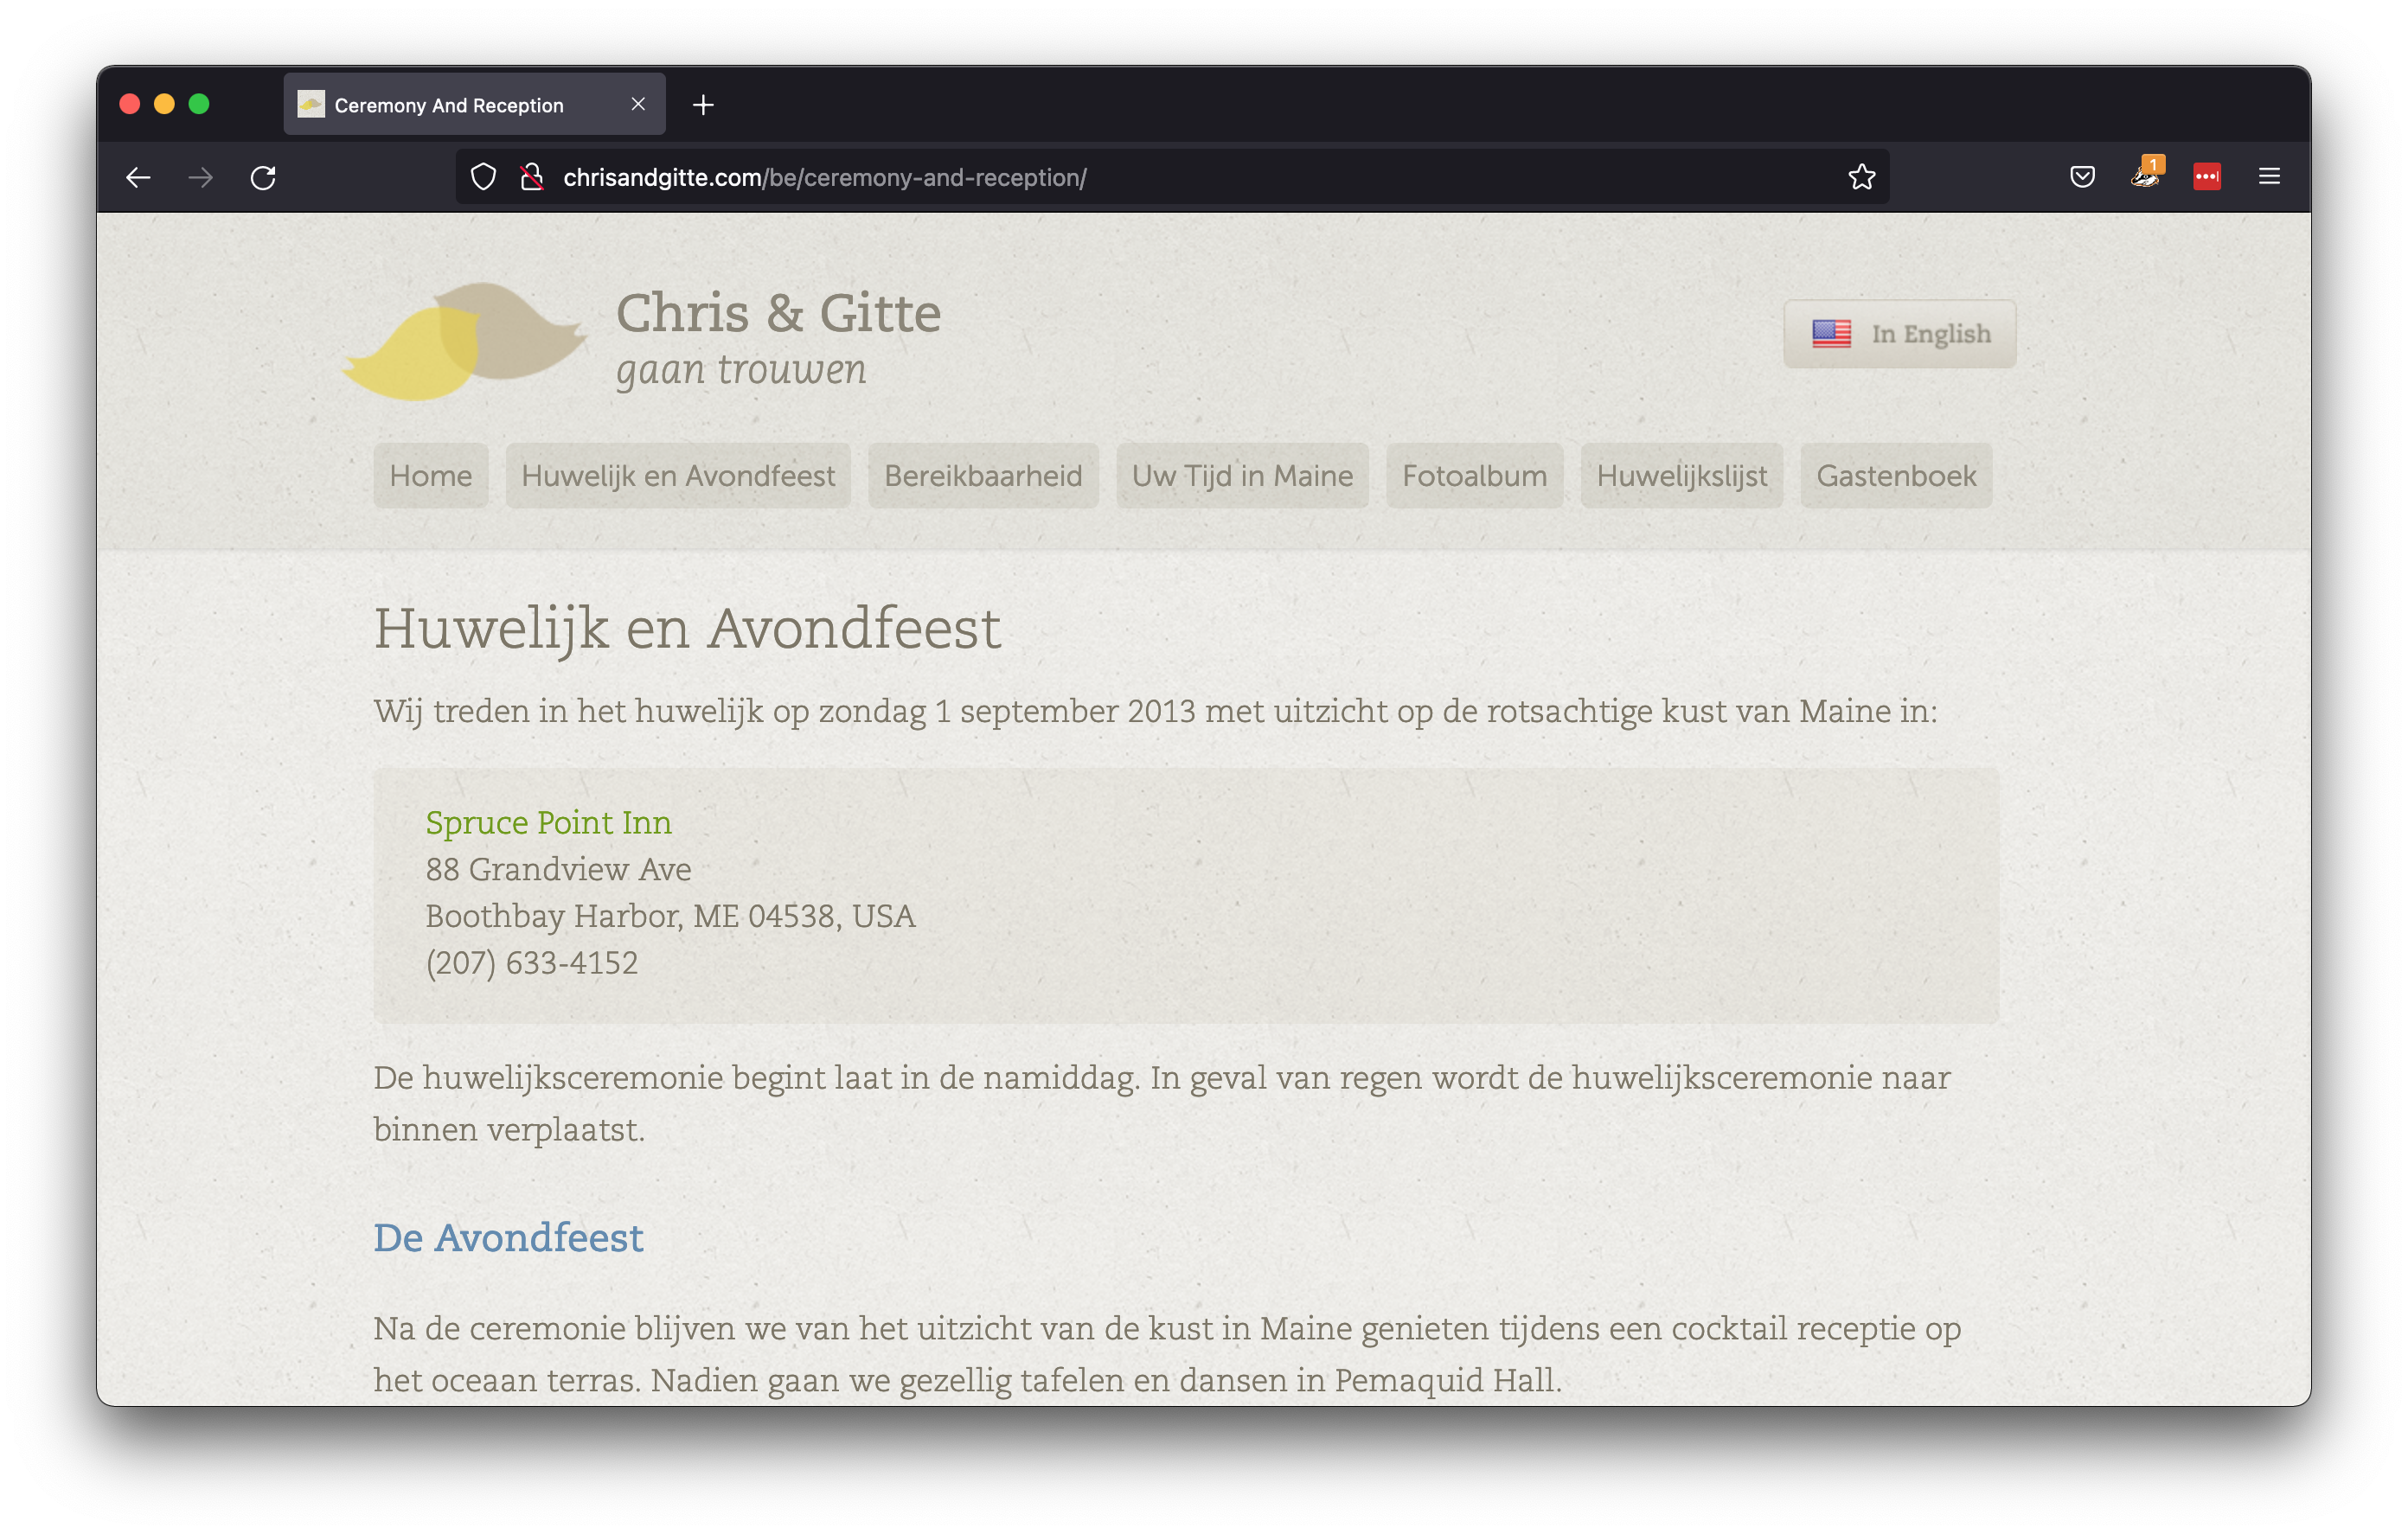 Ceremony And Reception
chrisandgitte.com/be/ceremony-and-reception/
1
Chris & Gitte
gaan trouwen
In English
Home Huwelijk en Avondfeest Bereikbaarheid Uw Tijd in Maine Fotoalbum Huwelijkslijst Gastenboek
Huwelijk en Avondfeest
Wij treden in het huwelijk op zondag 1 september 2013 met uitzicht op de rotsachtige kust van Maine in:
Spruce Point Inn
88 Grandview Ave
Boothbay Harbor, ME 04538, USA
(207) 633-4152
De huwelijksceremonie begint laat in de namiddag. In geval van regen wordt de huwelijksceremonie naar
binnen verplaatst.
De Avondfeest
Na de ceremonie blijven we van het uitzicht van de kust in Maine genieten tijdens een cocktail receptie op
het oceaan terras. Nadien gaan we gezellig tafelen en dansen in Pemaquid Hall.